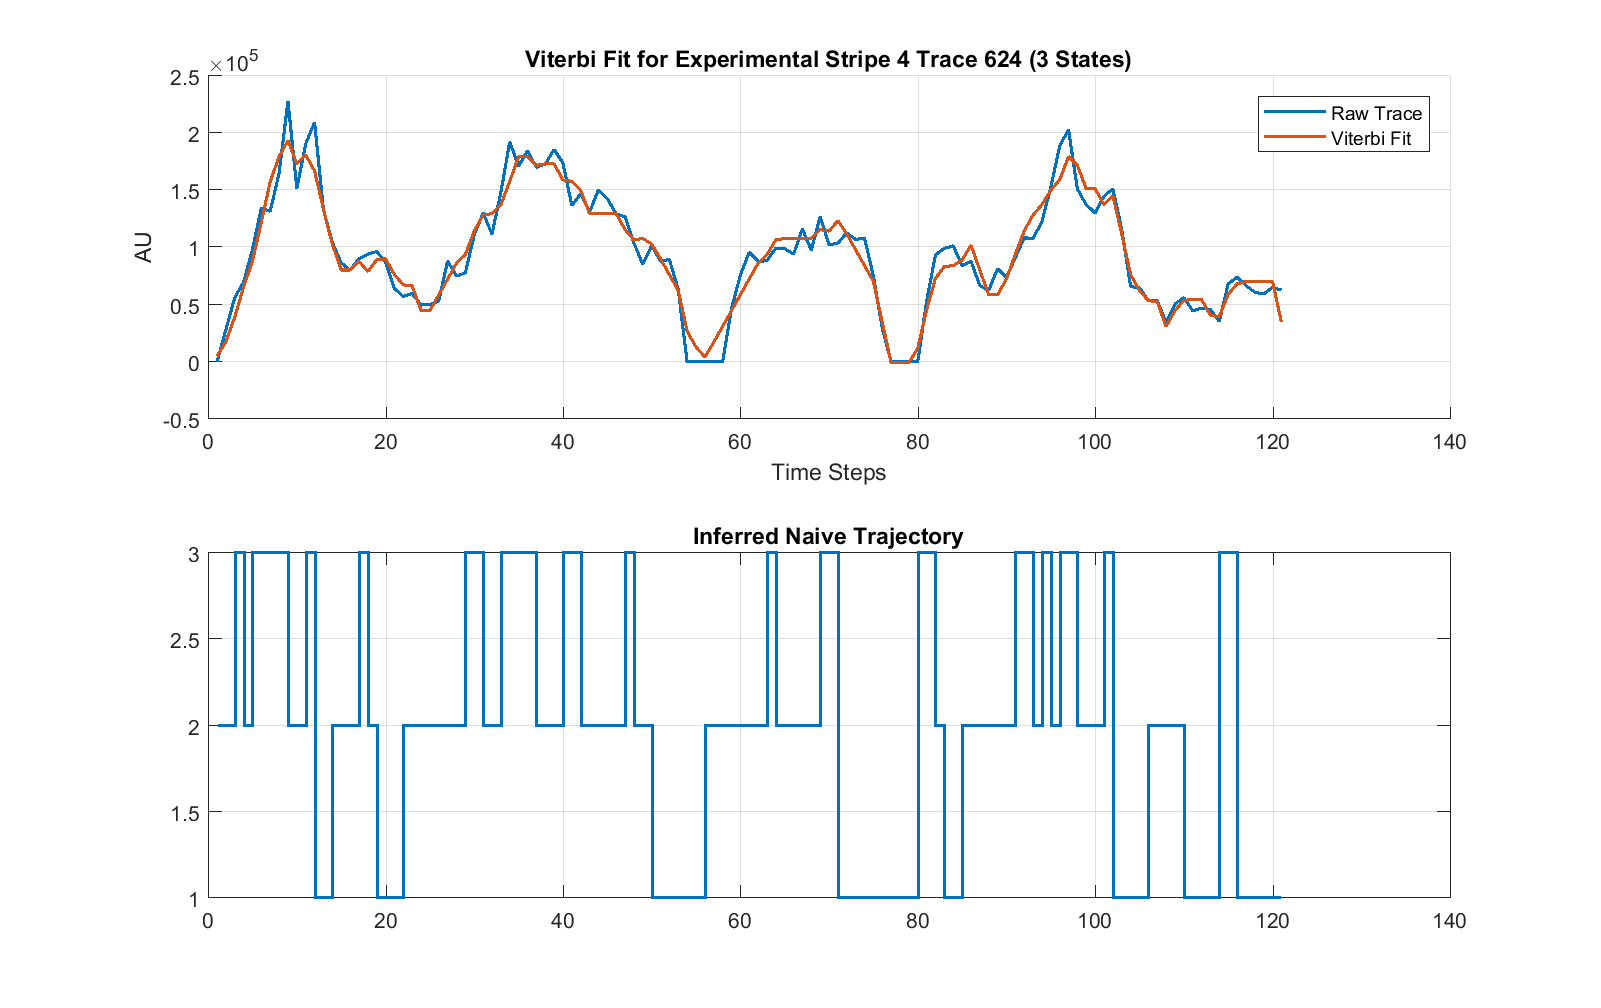 Viterbi Fit for Experimental Stripe 4 Trace 624 (3 States)
×10^5
2.5
2
1.5
1
0.5
0
-0.5
AU
Raw Trace
Viterbi Fit
0 20 40 60 80 100 120 140
Time Steps
Inferred Naive Trajectory
3
2.5
2
1.5
1
0 20 40 60 80 100 120 140